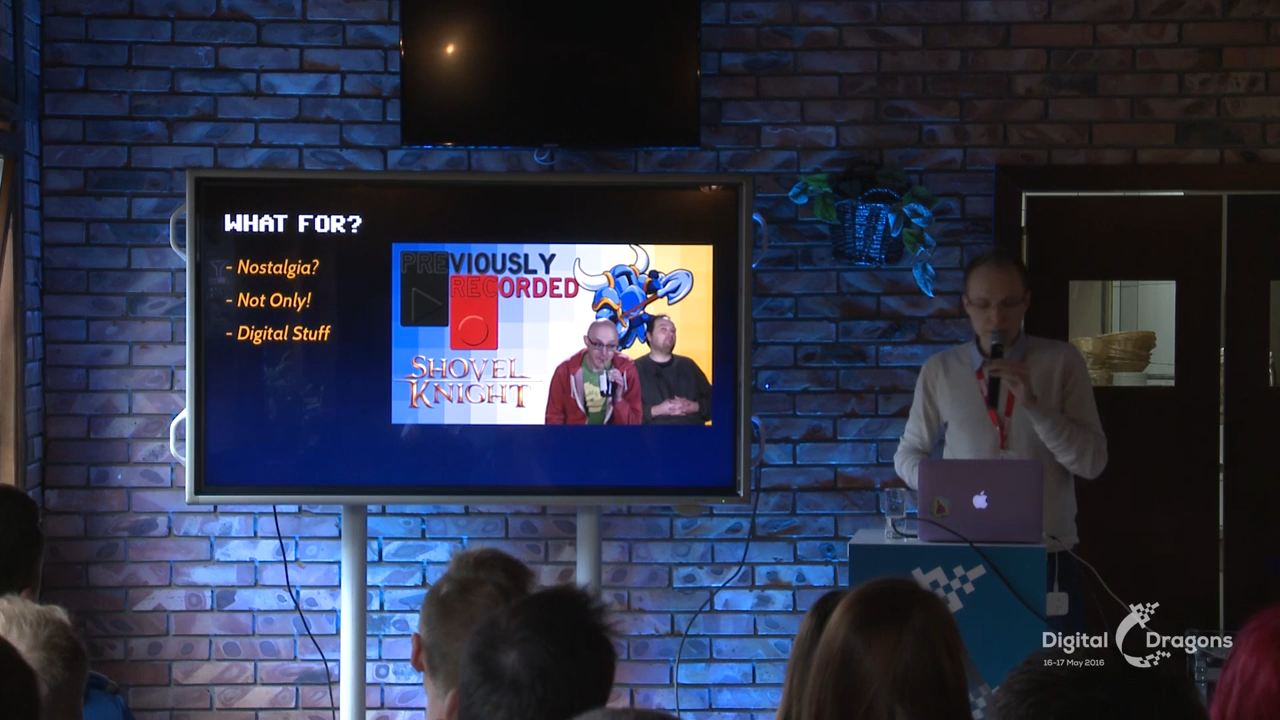 WHAT FOR?
- Nostalgia?
- Not Only!
- Digital Stuff
PREVIOUSLY
RECORDED
SHOVEL
KNIGHT
Digital Dragons
16-17 May 2016